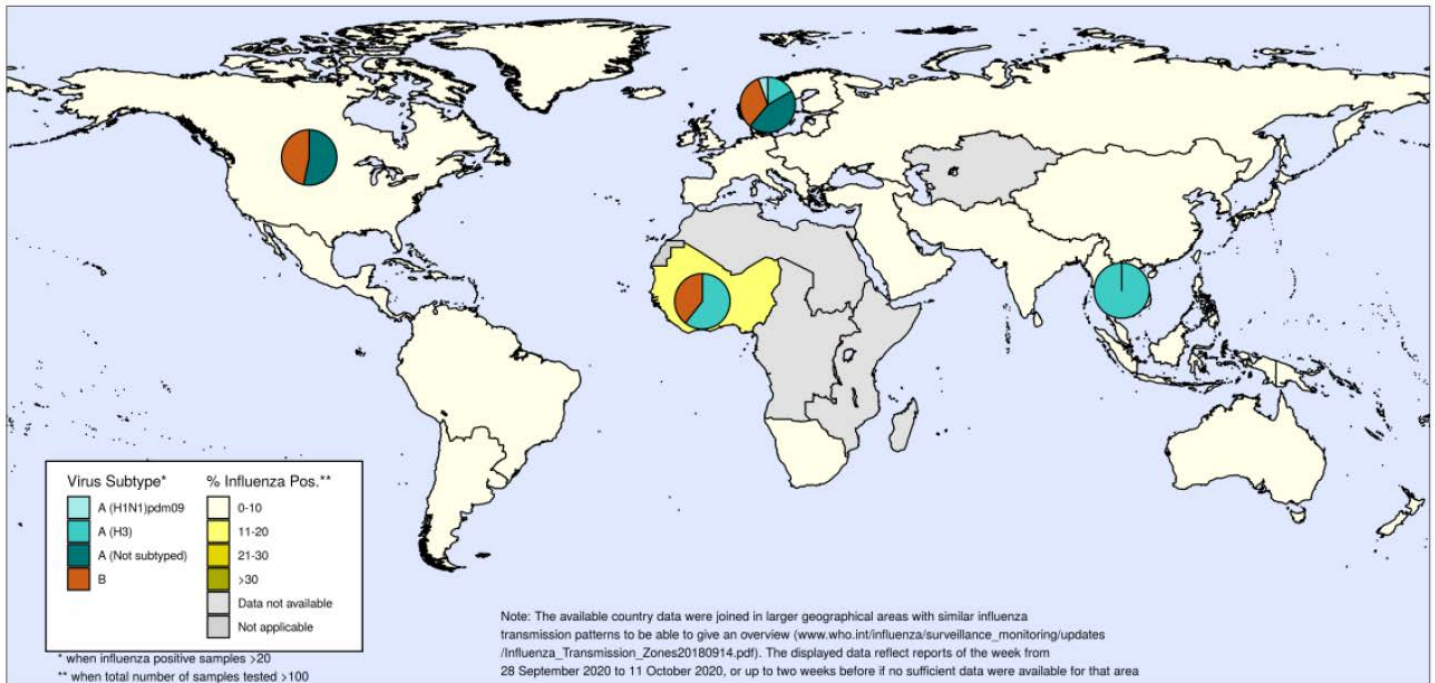 Virus Subtype*
A (H1N1)pdm09
A (H3)
A (Not subtyped)
B
% Influenza Pos.**
0-10
11-20
21-30
>30
Data not available
Not applicable
* when influenza positive samples >20
** when total number of samples tested >100
Note: The available country data were joined in larger geographical areas with similar influenza
transmission patterns to be able to give an overview (www.who.int/influenza/surveillance_monitoring/updates
/Influenza_Transmission_Zones20180914.pdf). The displayed data reflect reports of the week from
28 September 2020 to 11 October 2020, or up to two weeks before if no sufficient data were available for that area